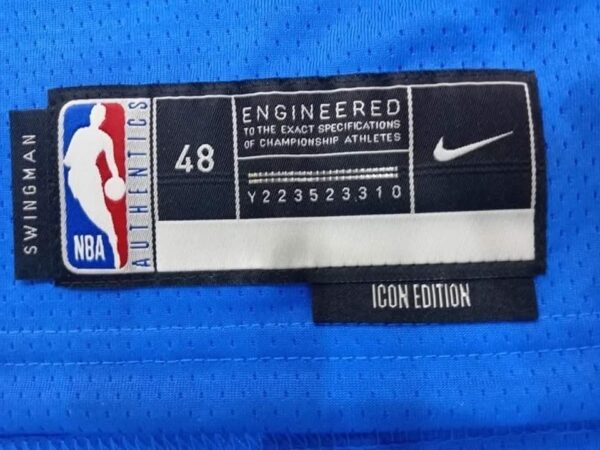 SWINGMAN
NBA
AUTHENTICS
48
ENGINEERED
TO THE EXACT SPECIFICATIONS
OF CHAMPIONSHIP ATHLETES
Y223523310
ICON EDITION